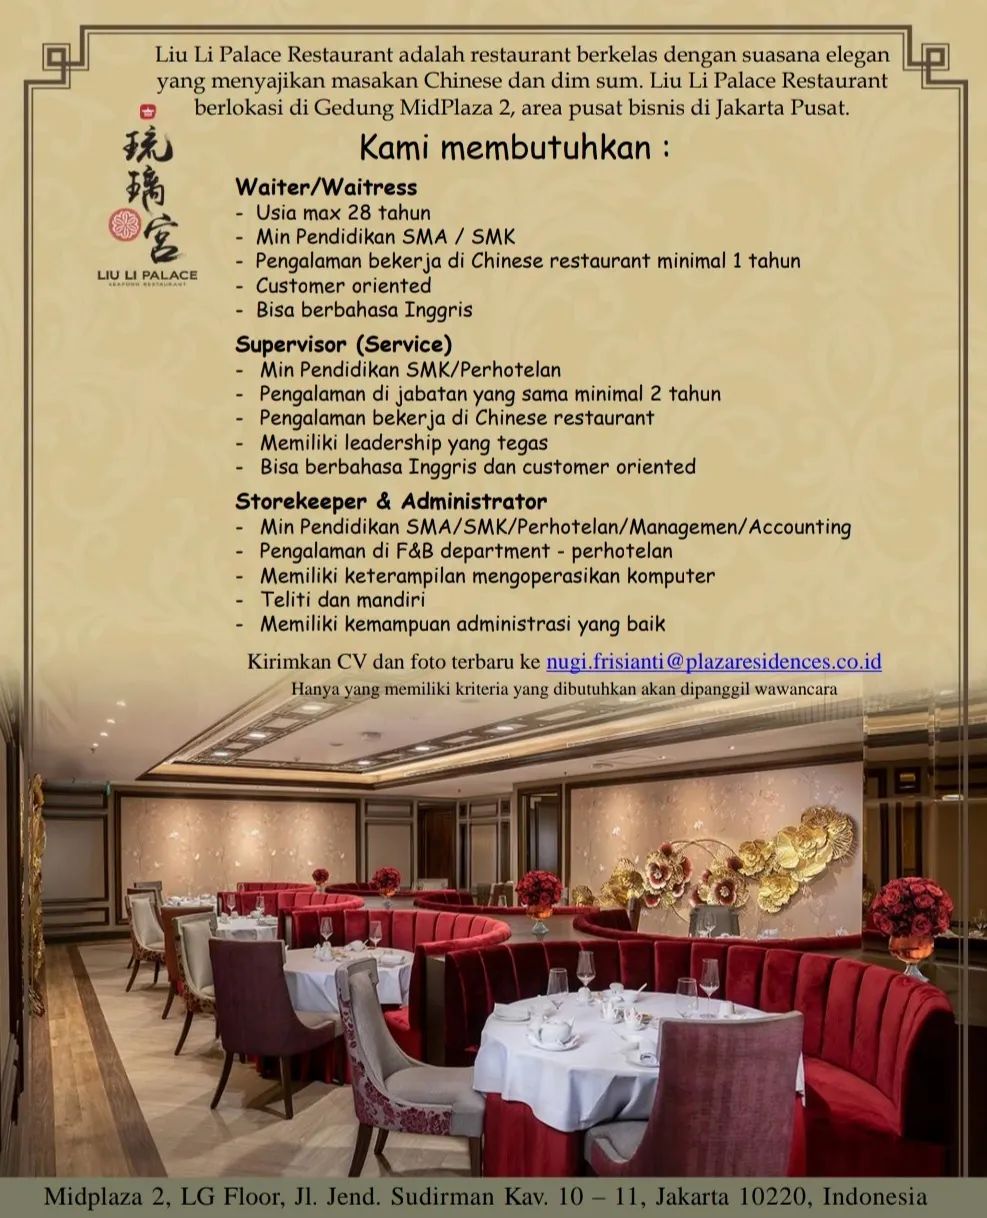 Liu Li Palace Restaurant adalah restaurant berkelas dengan suasana elegan
yang menyajikan masakan Chinese dan dim sum. Liu Li Palace Restaurant
berlokasi di Gedung MidPlaza 2, area pusat bisnis di Jakarta Pusat.
琉
璃
宮
LIU LI PALACE
SEAFOOD RESTAURANT
Kami membutuhkan :
Waiter/Waitress
- Usia max 28 tahun
- Min Pendidikan SMA / SMK
- Pengalaman bekerja di Chinese restaurant minimal 1 tahun
- Customer oriented
- Bisa berbahasa Inggris
Supervisor (Service)
- Min Pendidikan SMK/Perhotelan
- Pengalaman di jabatan yang sama minimal 2 tahun
- Pengalaman bekerja di Chinese restaurant
- Memiliki leadership yang tegas
- Bisa berbahasa Inggris dan customer oriented
Storekeeper & Administrator
- Min Pendidikan SMA/SMK/Perhotelan/Managemen/Accounting
- Pengalaman di F&B department - perhotelan
- Memiliki keterampilan mengoperasikan komputer
- Teliti dan mandiri
- Memiliki kemampuan administrasi yang baik
Kirimkan CV dan foto terbaru ke nugi.frisianti@plazaresidences.co.id
Hanya yang memiliki kriteria yang dibutuhkan akan dipanggil wawancara
Midplaza 2, LG Floor, Jl. Jend. Sudirman Kav. 10 – 11, Jakarta 10220, Indonesia